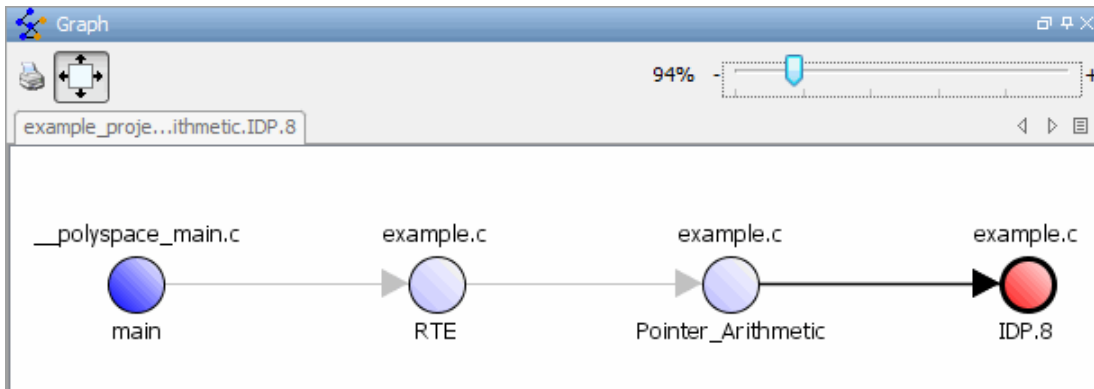 Graph
94% - +
example_proje...ithmetic.IDP.8
__polyspace_main.c example.c example.c example.c
main RTE Pointer_Arithmetic IDP.8